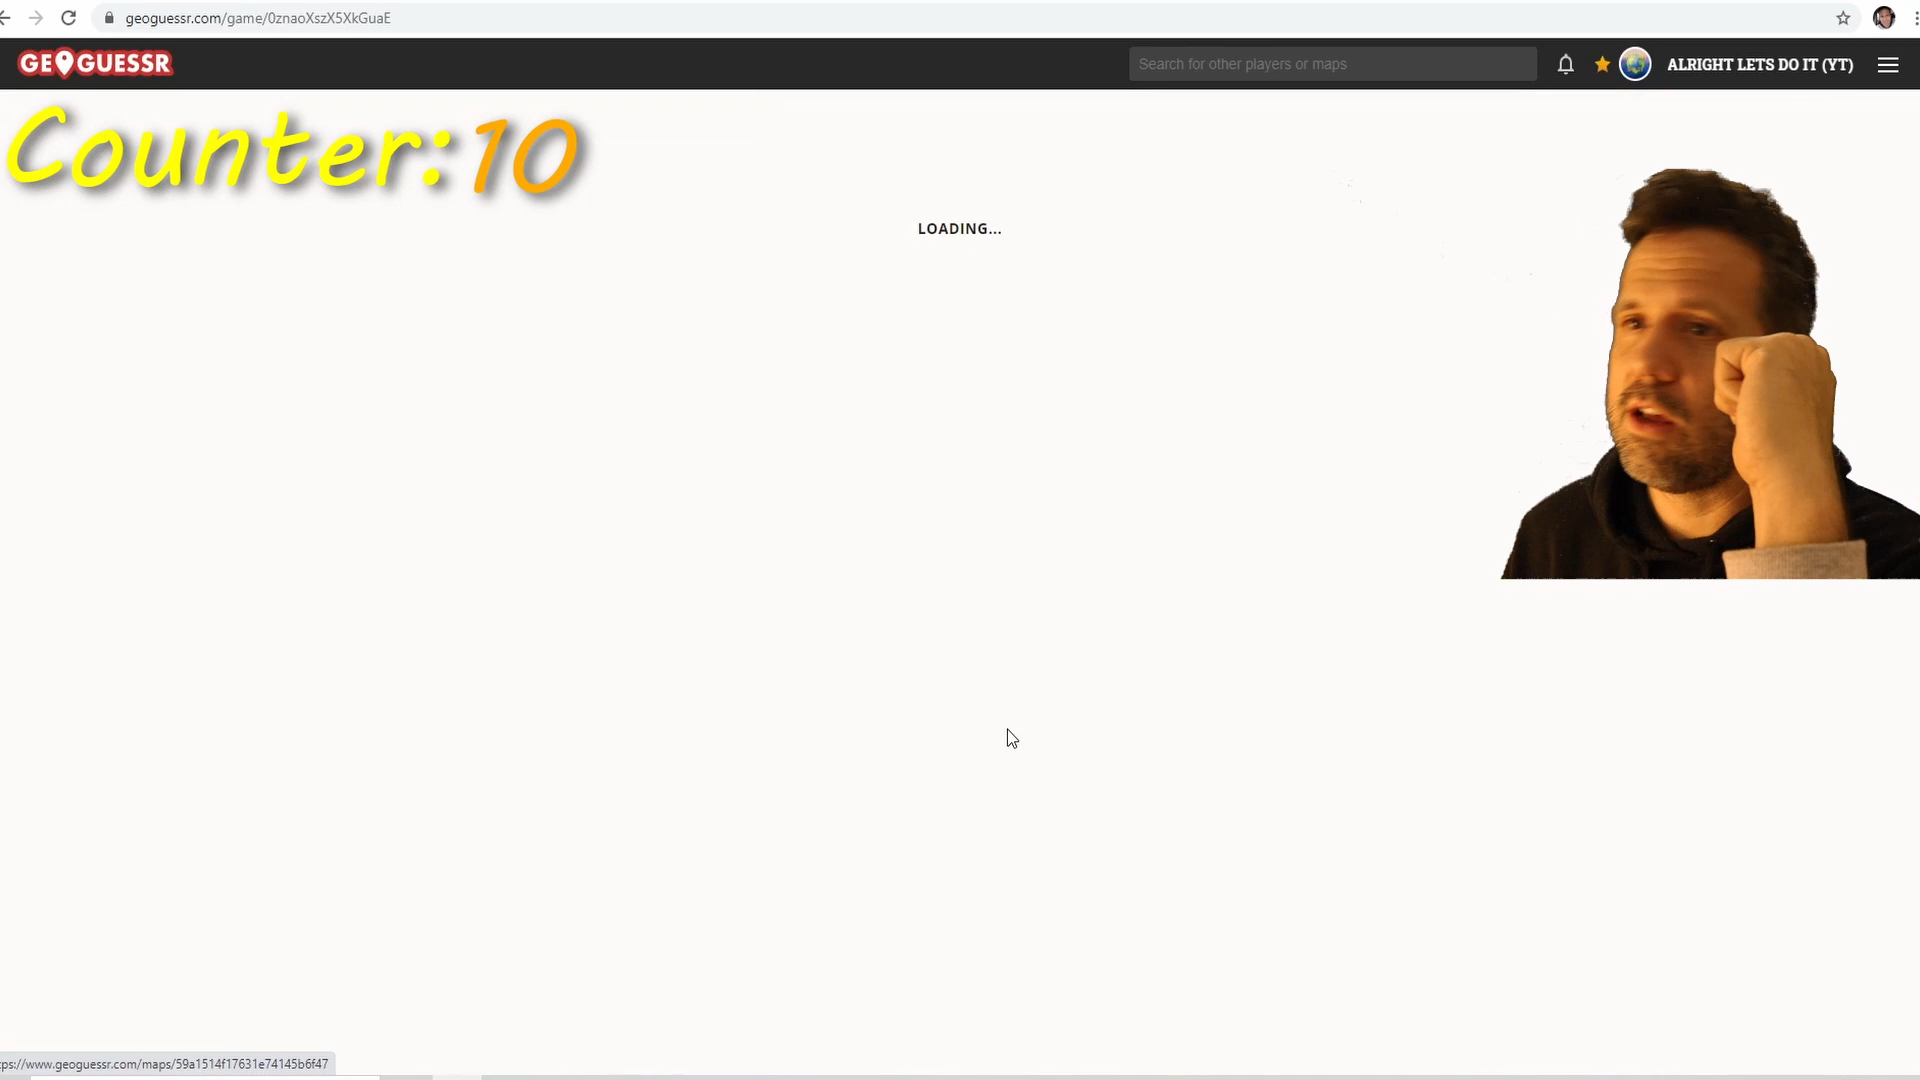 geoguessr.com/game/0znaoXszX5XkGuaE
GEOGUESSR
Search for other players or maps
ALRIGHT LETS DO IT (YT)
Counter: 10
LOADING...
tps://www.geoguessr.com/maps/59a1514f17631e74145b6f47